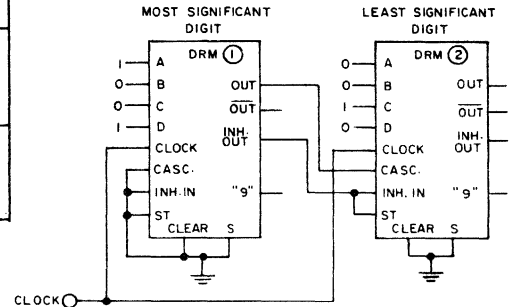 MOST SIGNIFICANT
DIGIT
DRM 1
1 A
0 B
0 C
1 D
CLOCK
CASC.
INH. IN
ST
CLEAR S
OUT
OUT
INH.
OUT
"9"
LEAST SIGNIFICANT
DIGIT
DRM 2
0 A
0 B
1 C
0 D
CLOCK
CASC.
INH. IN
ST
CLEAR S
OUT
OUT
INH.
OUT
"9"
CLOCK